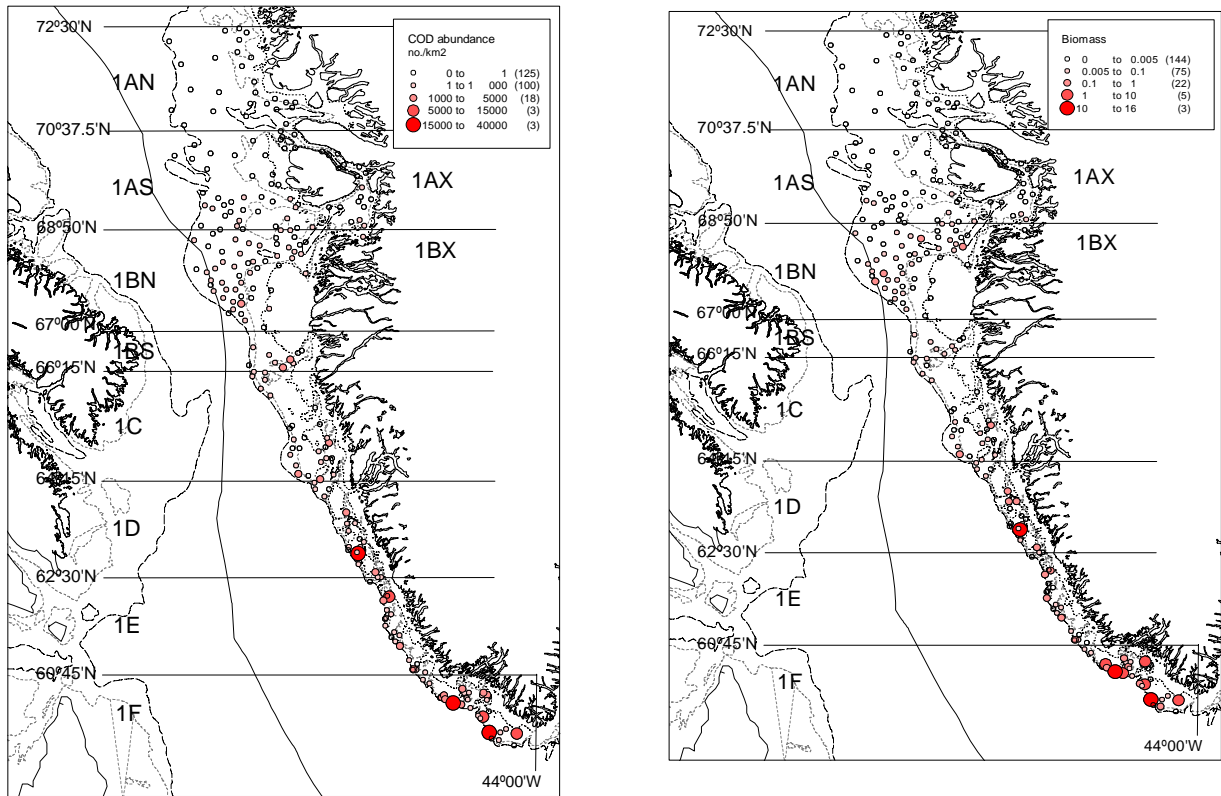 72º30'N
COD abundance
no./km2
0 to 1 (125)
1 to 1 000 (100)
1000 to 5000 (18)
5000 to 15000 (3)
15000 to 40000 (3)
1AN
70º37.5'N
1AS
1AX
68º50'N
1BX
1BN
67º00'N
1BS
66º15'N
1C
64º15'N
1D
62º30'N
1E
60º45'N
1F
44º00'W
72º30'N
Biomass
0 to 0.005 (144)
0.005 to 0.1 (75)
0.1 to 1 (22)
1 to 10 (5)
10 to 16 (3)
1AN
70º37.5'N
1AS
1AX
68º50'N
1BX
1BN
67º00'N
1BS
66º15'N
1C
64º15'N
1D
62º30'N
1E
60º45'N
1F
44º00'W